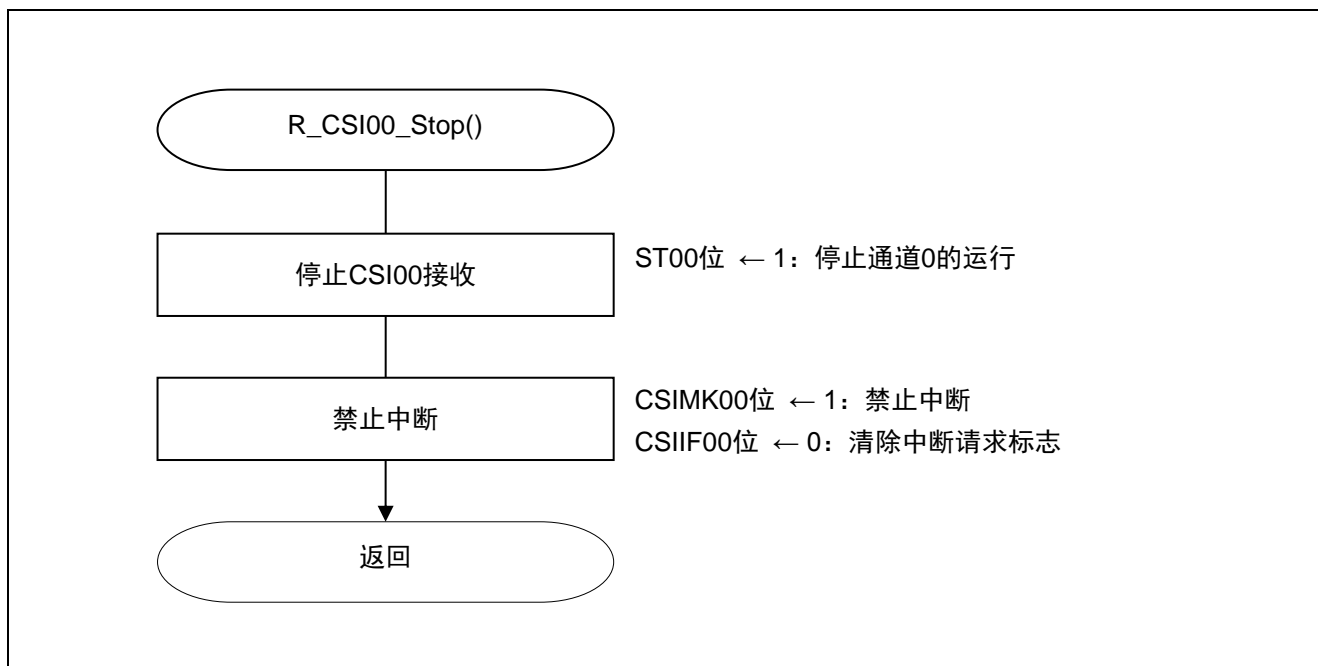 R_CSI00_Stop()
停止CSI00接收
ST00位 ← 1：停止通道0的运行
禁止中断
CSIMK00位 ← 1：禁止中断
CSIIF00位 ← 0：清除中断请求标志
返回